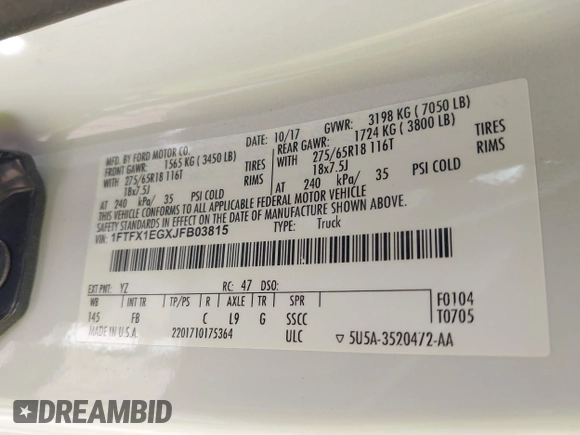 MFD. BY FORD MOTOR CO.
DATE: 10/17 GVWR: 3198 KG ( 7050 LB)
FRONT GAWR: 1565 KG ( 3450 LB) REAR GAWR: 1724 KG ( 3800 LB)
WITH 275/65R18 116T TIRES WITH 275/65R18 116T TIRES
18x7.5J RIMS 18x7.5J RIMS
AT 240 kPa/ 35 PSI COLD AT 240 kPa/ 35 PSI COLD
THIS VEHICLE CONFORMS TO ALL APPLICABLE FEDERAL MOTOR VEHICLE
SAFETY STANDARDS IN EFFECT ON THE DATE OF MANUFACTURE SHOWN ABOVE.
VIN: 1FTFX1EGXJFB03815 TYPE: Truck
EXT PNT: YZ RC: 47 DSO:
WB INT TR TP/PS R AXLE TR SPR F0104
145 FB C L9 G SSCC T0705
MADE IN U.S.A. 2201710175364 ULC ▽ 5U5A-3520472-AA
DREAMBID